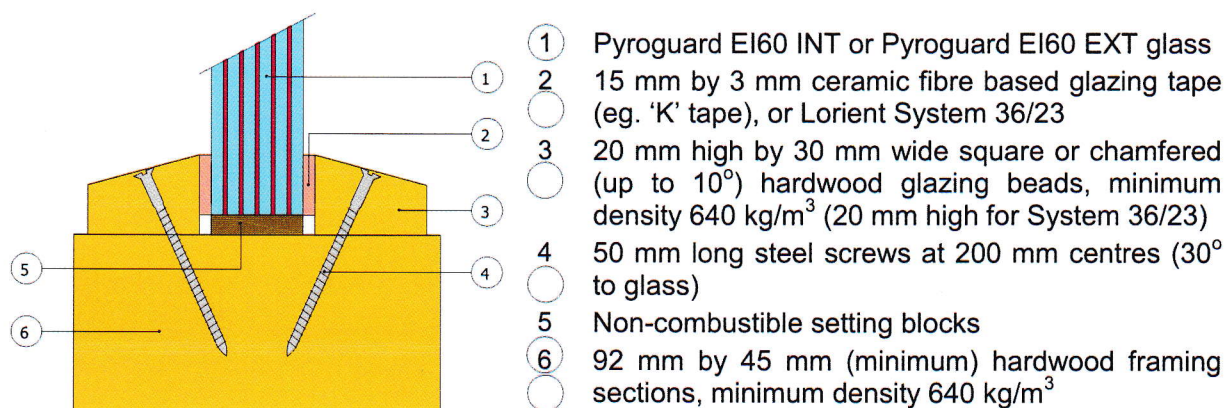 1 Pyroguard EI60 INT or Pyroguard EI60 EXT glass
2 15 mm by 3 mm ceramic fibre based glazing tape
(eg. ‘K’ tape), or Lorient System 36/23
3 20 mm high by 30 mm wide square or chamfered
(up to 10°) hardwood glazing beads, minimum
density 640 kg/m³ (20 mm high for System 36/23)
4 50 mm long steel screws at 200 mm centres (30°
to glass)
5 Non-combustible setting blocks
6 92 mm by 45 mm (minimum) hardwood framing
sections, minimum density 640 kg/m³
1
2
3
5
4
6